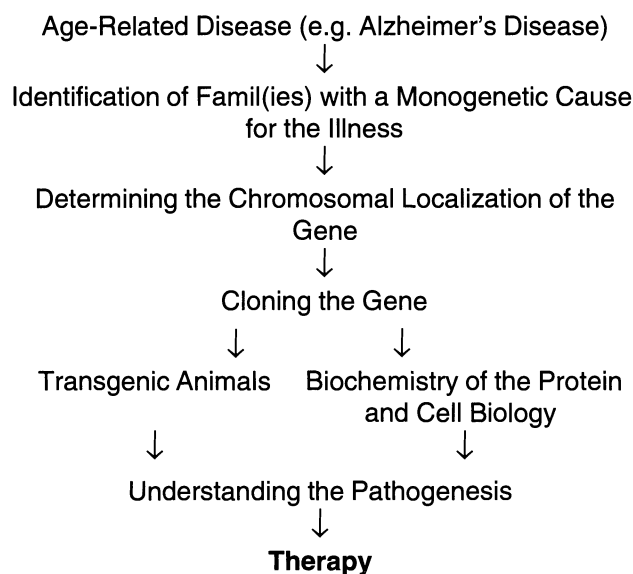 Age-Related Disease (e.g. Alzheimer's Disease)
Identification of Famil(ies) with a Monogenetic Cause
for the Illness
Determining the Chromosomal Localization of the
Gene
Cloning the Gene
Transgenic Animals
Biochemistry of the Protein
and Cell Biology
Understanding the Pathogenesis
Therapy